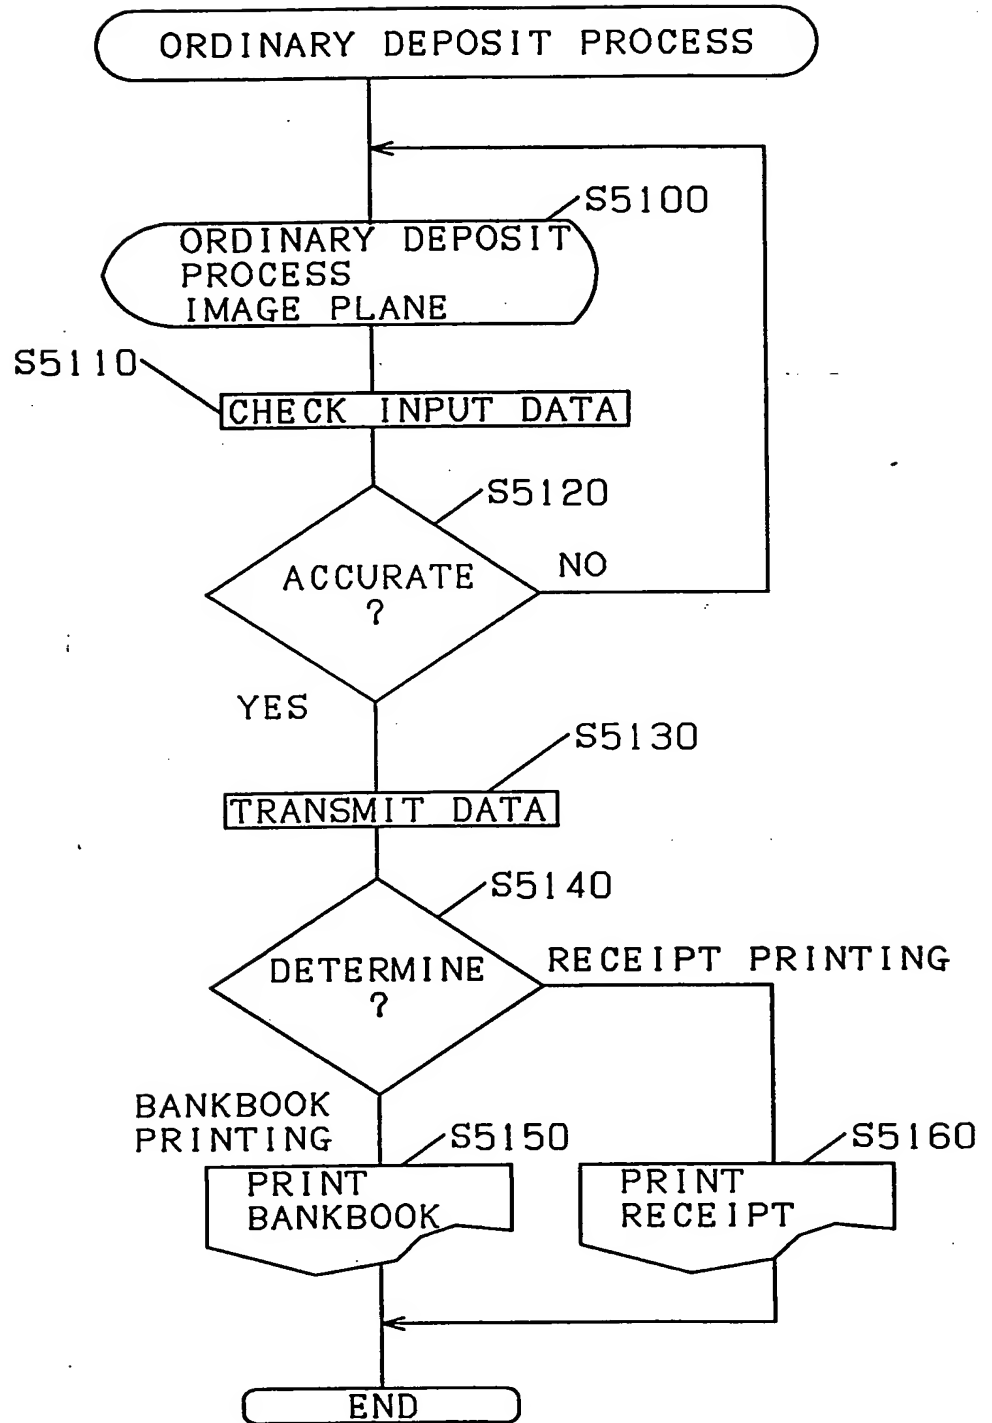 ORDINARY DEPOSIT PROCESS
S5100
ORDINARY DEPOSIT
PROCESS
IMAGE PLANE
S5110
CHECK INPUT DATA
S5120
ACCURATE
?
NO
YES
S5130
TRANSMIT DATA
S5140
DETERMINE
?
RECEIPT PRINTING
BANKBOOK
PRINTING
S5150
PRINT
BANKBOOK
S5160
PRINT
RECEIPT
END